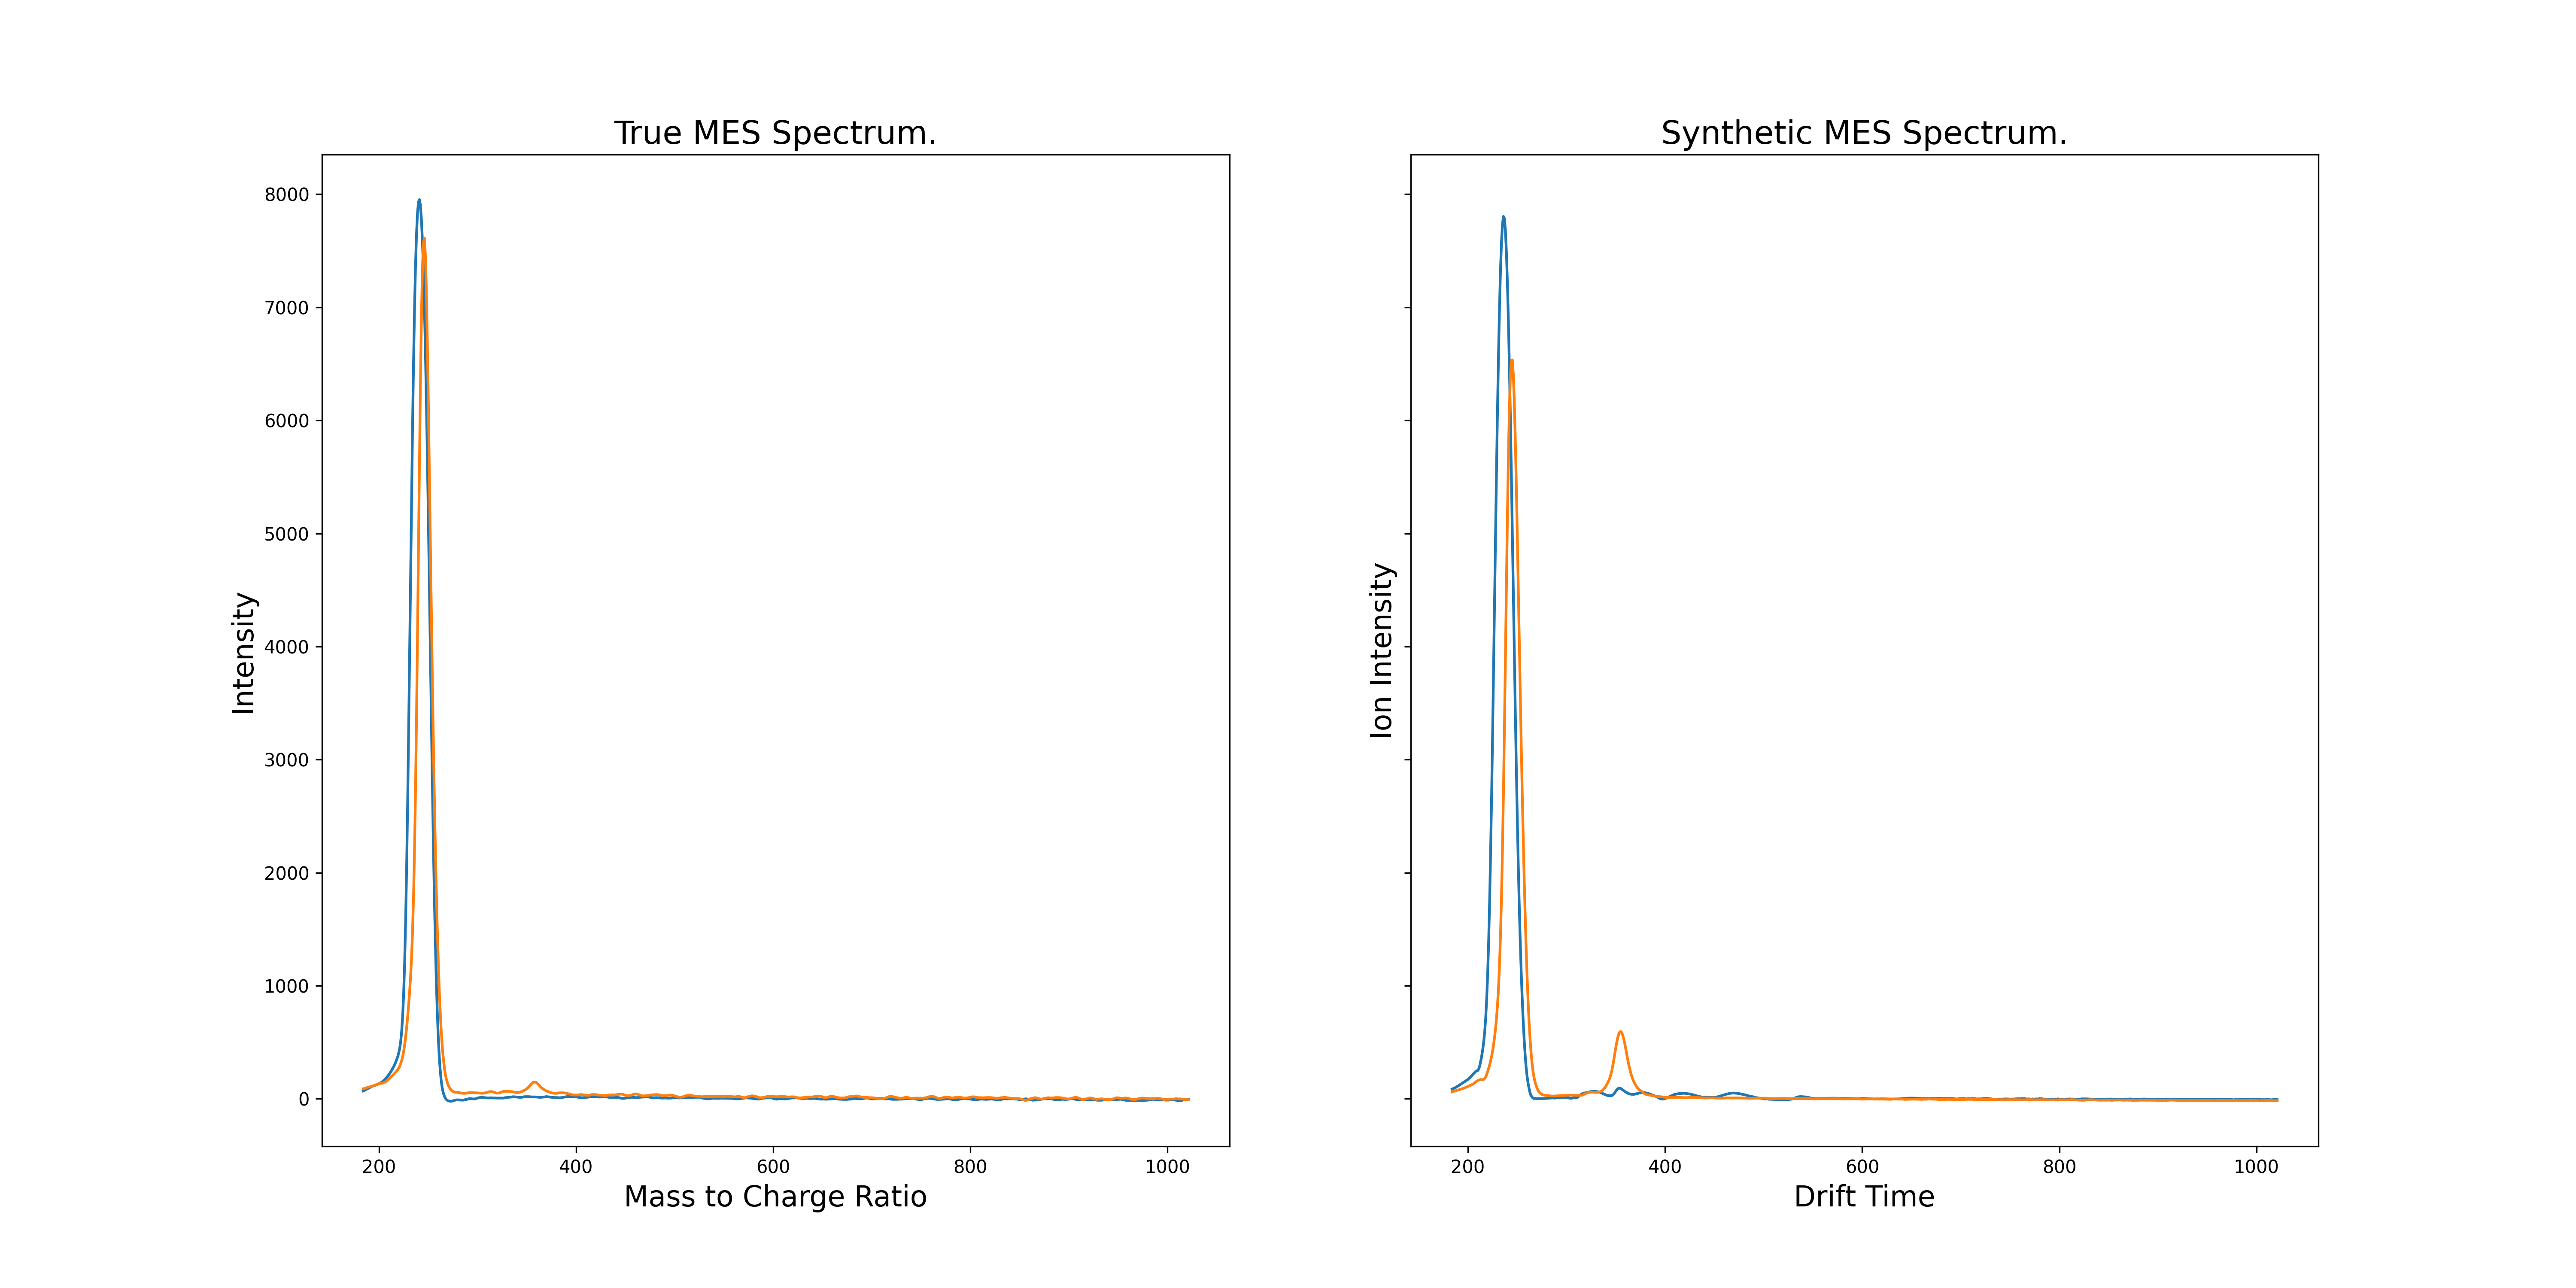 True MES Spectrum.
8000
7000
6000
5000
4000
3000
2000
1000
0
Intensity
200 400 600 800 1000
Mass to Charge Ratio
Synthetic MES Spectrum.
Ion Intensity
200 400 600 800 1000
Drift Time